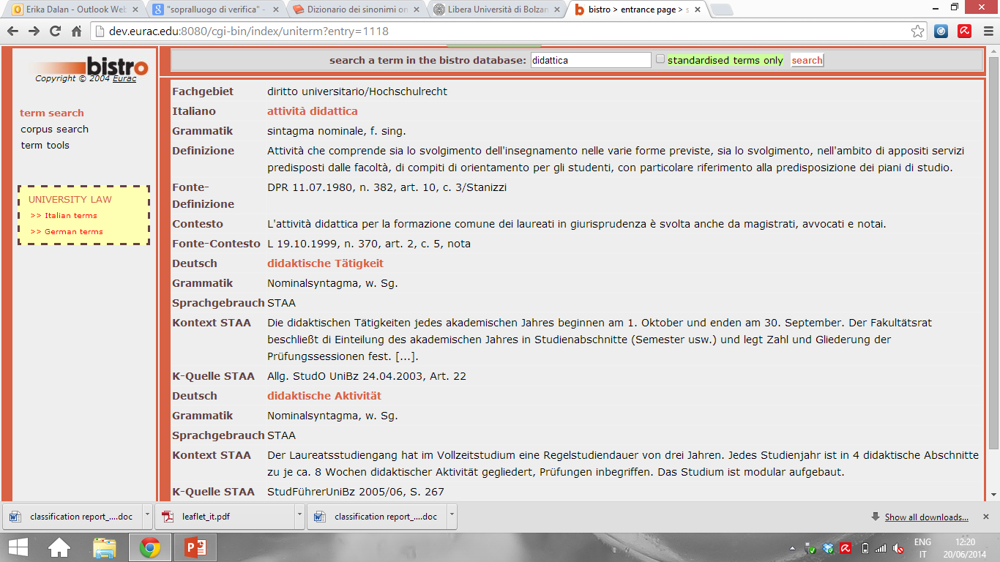 Erika Dalan - Outlook Web
"sopralluogo di verifica" -
Dizionario dei sinonimi on
Libera Università di Bolzan
bistro > entrance page > s
dev.eurac.edu:8080/cgi-bin/index/uniterm?entry=1118
bistro
Copyright © 2004 Eurac
term search
corpus search
term tools
UNIVERSITY LAW
>> Italian terms
>> German terms
search a term in the bistro database: didattica standardised terms only search
Fachgebiet diritto universitario/Hochschulrecht
Italiano attività didattica
Grammatik sintagma nominale, f. sing.
Definizione Attività che comprende sia lo svolgimento dell'insegnamento nelle varie forme previste, sia lo svolgimento, nell'ambito di appositi servizi
predisposti dalle facoltà, di compiti di orientamento per gli studenti, con particolare riferimento alla predisposizione dei piani di studio.
Fonte- DPR 11.07.1980, n. 382, art. 10, c. 3/Stanizzi
Definizione
Contesto L'attività didattica per la formazione comune dei laureati in giurisprudenza è svolta anche da magistrati, avvocati e notai.
Fonte-Contesto L 19.10.1999, n. 370, art. 2, c. 5, nota
Deutsch didaktische Tätigkeit
Grammatik Nominalsyntagma, w. Sg.
Sprachgebrauch STAA
Kontext STAA Die didaktischen Tätigkeiten jedes akademischen Jahres beginnen am 1. Oktober und enden am 30. September. Der Fakultätsrat
beschließt di Einteilung des akademischen Jahres in Studienabschnitte (Semester usw.) und legt Zahl und Gliederung der
Prüfungssessionen fest. [...].
K-Quelle STAA Allg. StudO UniBz 24.04.2003, Art. 22
Deutsch didaktische Aktivität
Grammatik Nominalsyntagma, w. Sg.
Sprachgebrauch STAA
Kontext STAA Der Laureatsstudiengang hat im Vollzeitstudium eine Regelstudiendauer von drei Jahren. Jedes Studienjahr ist in 4 didaktische Abschnitte
zu je ca. 8 Wochen didaktischer Aktivität gegliedert, Prüfungen inbegriffen. Das Studium ist modular aufgebaut.
K-Quelle STAA StudFührerUniBz 2005/06, S. 267
classification report_....doc
leaflet_it.pdf
classification report_....doc
Show all downloads...
ENG 12:20
IT 20/06/2014